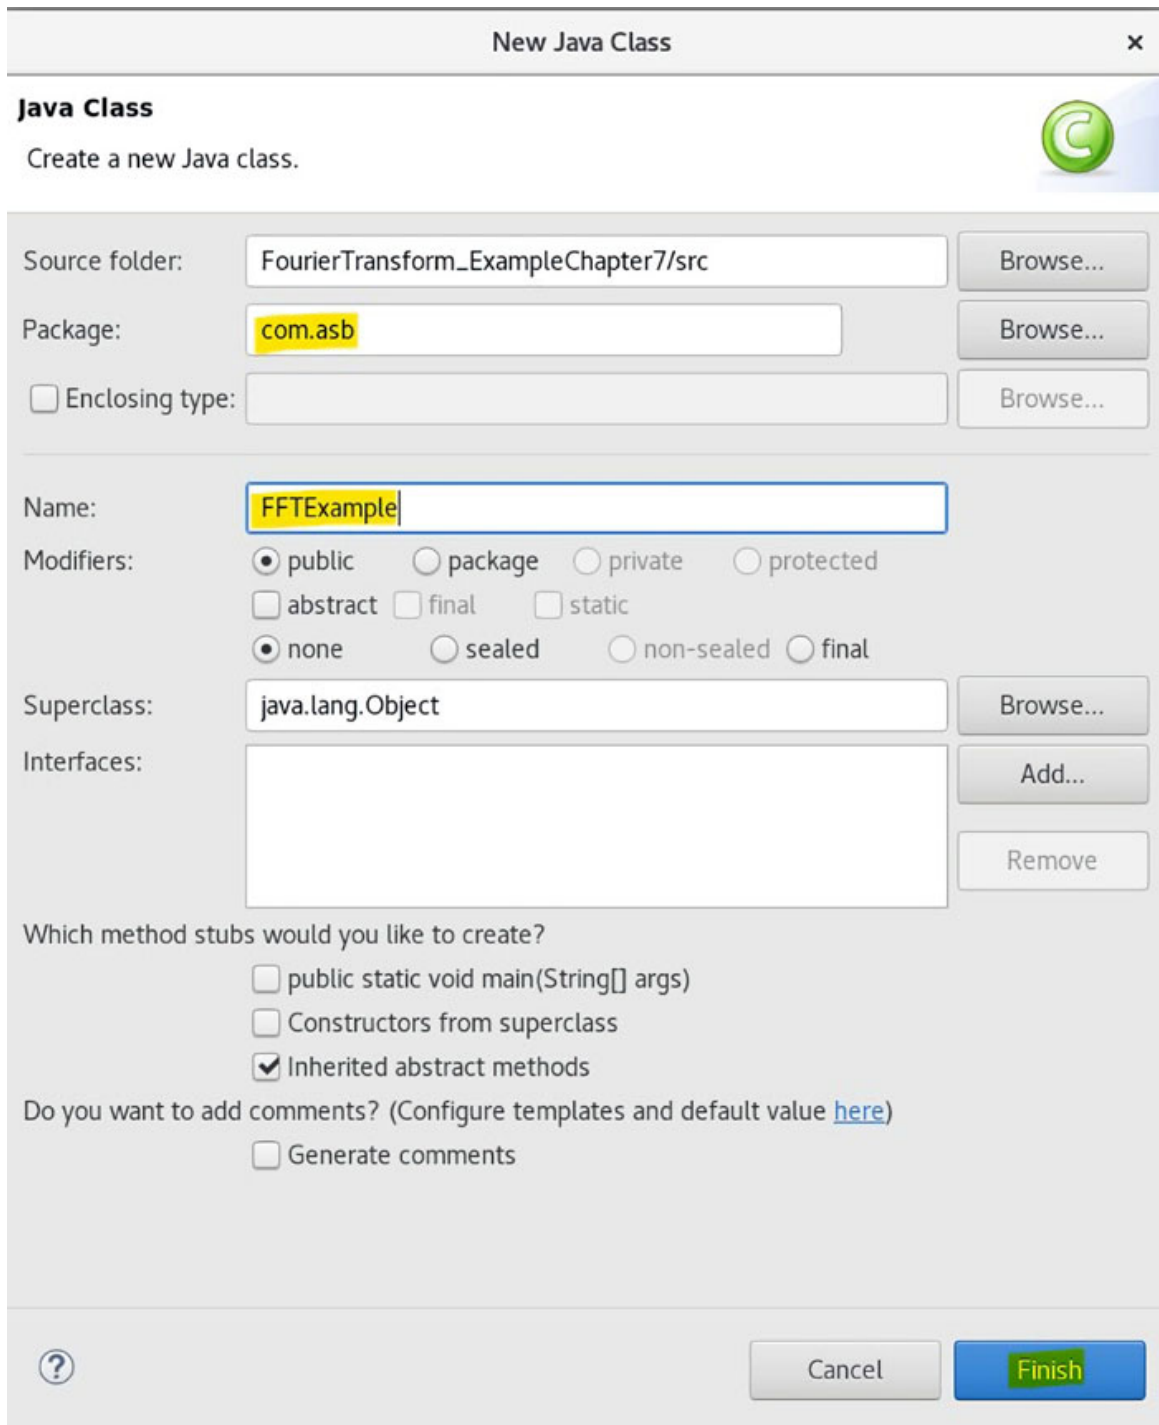 New Java Class ×
Java Class
Create a new Java class.
Source folder: FourierTransform_ExampleChapter7/src Browse...
Package: com.asb Browse...
Enclosing type: Browse...
Name: FFTExample
Modifiers: public package private protected
abstract final static
none sealed non-sealed final
Superclass: java.lang.Object Browse...
Interfaces: Add...
Remove
Which method stubs would you like to create?
public static void main(String[] args)
Constructors from superclass
Inherited abstract methods
Do you want to add comments? (Configure templates and default value here)
Generate comments
? Cancel Finish